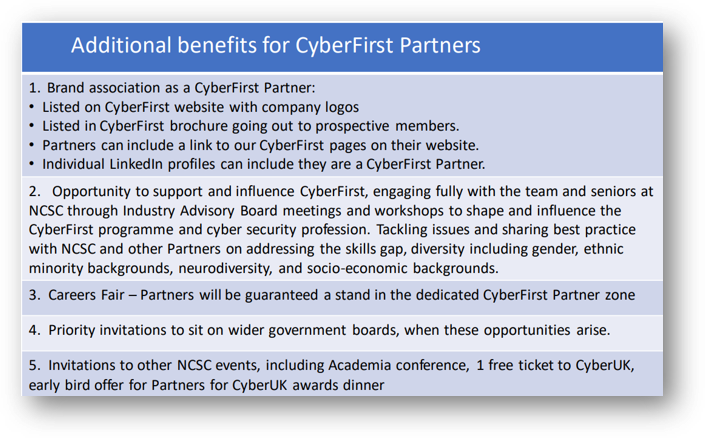 Additional benefits for CyberFirst Partners
1. Brand association as a CyberFirst Partner:
• Listed on CyberFirst website with company logos
• Listed in CyberFirst brochure going out to prospective members.
• Partners can include a link to our CyberFirst pages on their website.
• Individual LinkedIn profiles can include they are a CyberFirst Partner.
2. Opportunity to support and influence CyberFirst, engaging fully with the team and seniors at
NCSC through Industry Advisory Board meetings and workshops to shape and influence the
CyberFirst programme and cyber security profession. Tackling issues and sharing best practice
with NCSC and other Partners on addressing the skills gap, diversity including gender, ethnic
minority backgrounds, neurodiversity, and socio-economic backgrounds.
3. Careers Fair – Partners will be guaranteed a stand in the dedicated CyberFirst Partner zone
4. Priority invitations to sit on wider government boards, when these opportunities arise.
5. Invitations to other NCSC events, including Academia conference, 1 free ticket to CyberUK,
early bird offer for Partners for CyberUK awards dinner